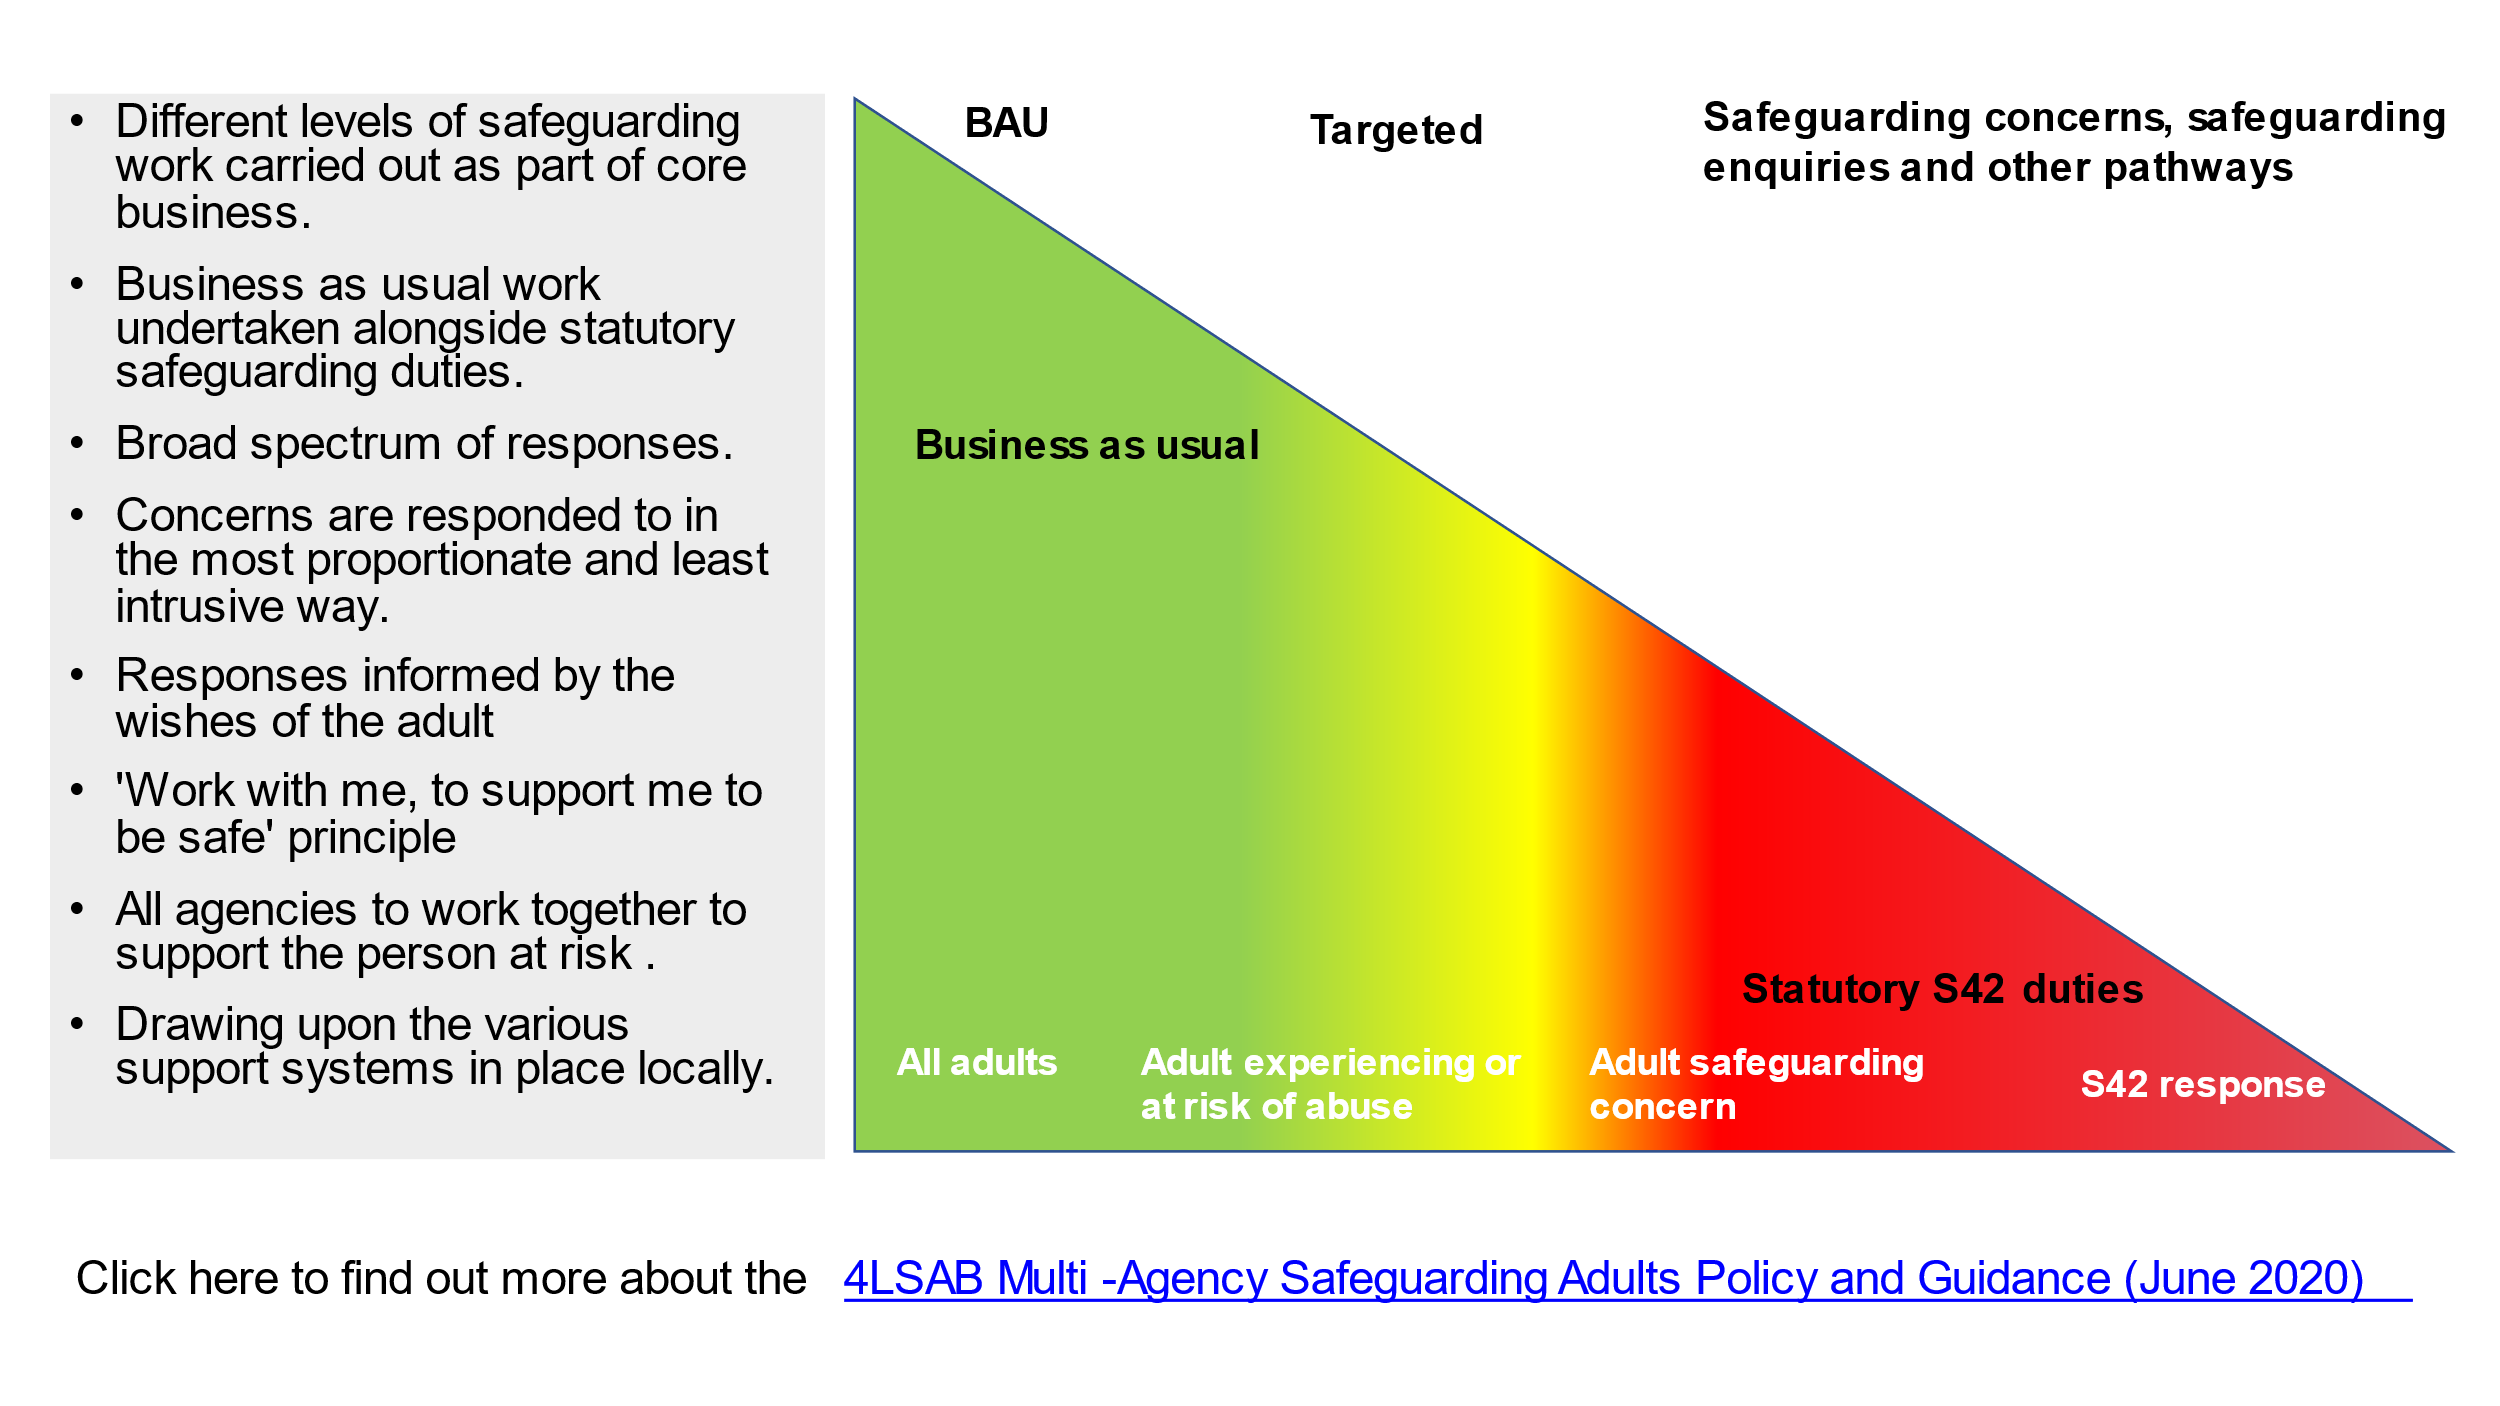 • Different levels of safeguarding
work carried out as part of core
business.
• Business as usual work
undertaken alongside statutory
safeguarding duties.
• Broad spectrum of responses.
• Concerns are responded to in
the most proportionate and least
intrusive way.
• Responses informed by the
wishes of the adult
• 'Work with me, to support me to
be safe' principle
• All agencies to work together to
support the person at risk .
• Drawing upon the various
support systems in place locally.
BAU
Targeted
Safeguarding concerns, safeguarding
enquiries and other pathways
Business as usual
Statutory S42 duties
All adults
Adult experiencing or
at risk of abuse
Adult safeguarding
concern
S42 response
Click here to find out more about the 4LSAB Multi -Agency Safeguarding Adults Policy and Guidance (June 2020)